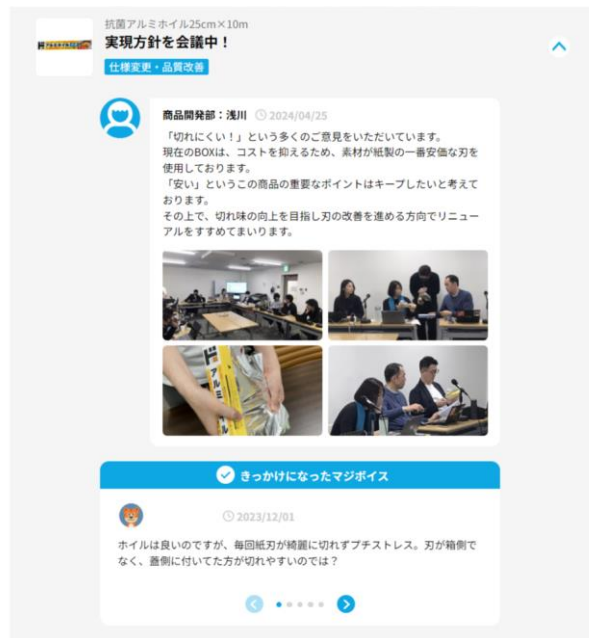 抗菌アルミホイル25cm×10m
実現方針を会議中！
仕様変更・品質改善
商品開発部：浅川 2024/04/25
「切れにくい！」という多くのご意見をいただいています。
現在のBOXは、コストを抑えるため、素材が紙製の一番安価な刃を
使用しております。
「安い」というこの商品の重要なポイントはキープしたいと考えて
おります。
その上で、切れ味の向上を目指し刃の改善を進める方向でリニュー
アルをすすめてまいります。
ド
アルミ
きっかけになったマジボイス
2023/12/01
ホイルは良いのですが、毎回紙刃が綺麗に切れずプチストレス。刃が箱側で
なく、蓋側に付いてた方が切れやすいのでは？